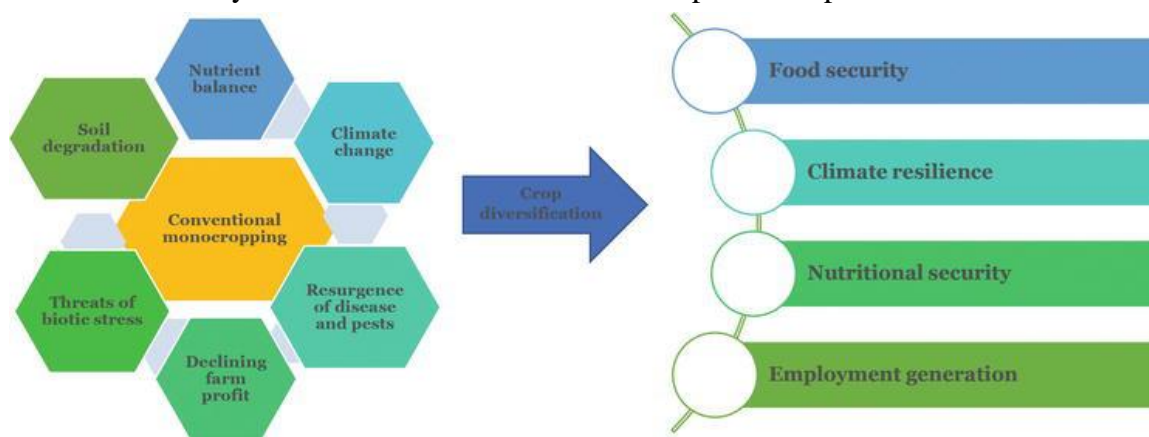 Nutrient
balance
Soil
degradation
Climate
change
Conventional
monocropping
Threats of
biotic stress
Resurgence
of disease
and pests
Declining
farm
profit
Crop
diversification
Food security
Climate resilience
Nutritional security
Employment generation